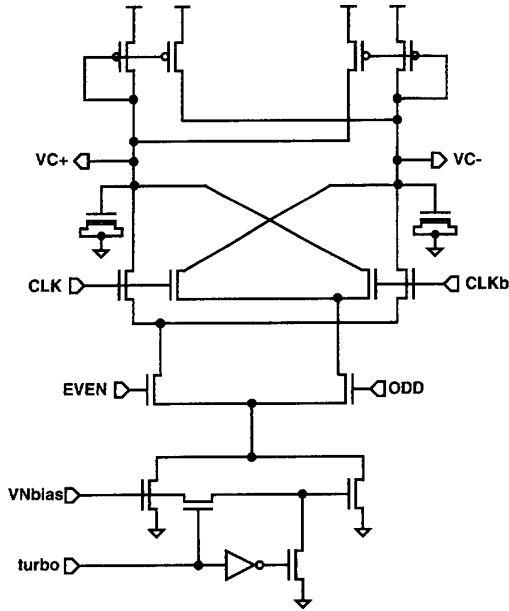 VC+
VC-
CLK
CLKb
EVEN
ODD
VNbias
turbo